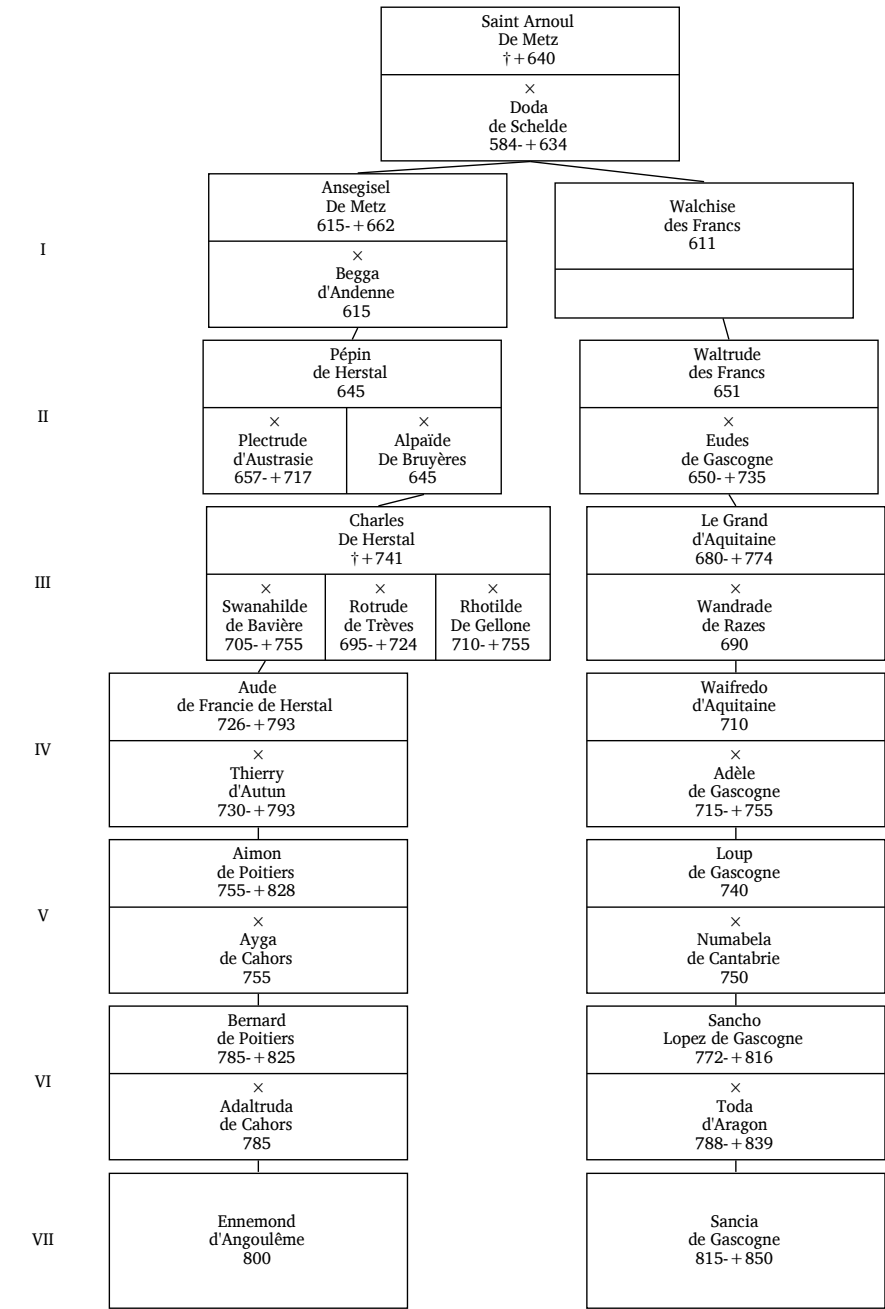 Saint Arnoul
De Metz
†+640
×
Doda
de Schelde
584-+634
I
Ansegisel
De Metz
615-+662
×
Begga
d'Andenne
615
Walchise
des Francs
611
II
Pépin
de Herstal
645
×
Plectrude
d'Austrasie
657-+717
×
Alpaïde
De Bruyères
645
Waltrude
des Francs
651
×
Eudes
de Gascogne
650-+735
III
Charles
De Herstal
†+741
×
Swanahilde
de Bavière
705-+755
×
Rotrude
de Trèves
695-+724
×
Rhotilde
De Gellone
710-+755
Le Grand
d'Aquitaine
680-+774
×
Wandrade
de Razes
690
IV
Aude
de Francie de Herstal
726-+793
×
Thierry
d'Autun
730-+793
Waifredo
d'Aquitaine
710
×
Adèle
de Gascogne
715-+755
V
Aimon
de Poitiers
755-+828
×
Ayga
de Cahors
755
Loup
de Gascogne
740
×
Numabela
de Cantabrie
750
VI
Bernard
de Poitiers
785-+825
×
Adaltruda
de Cahors
785
Sancho
Lopez de Gascogne
772-+816
×
Toda
d'Aragon
788-+839
VII
Ennemond
d'Angoulême
800
Sancia
de Gascogne
815-+850